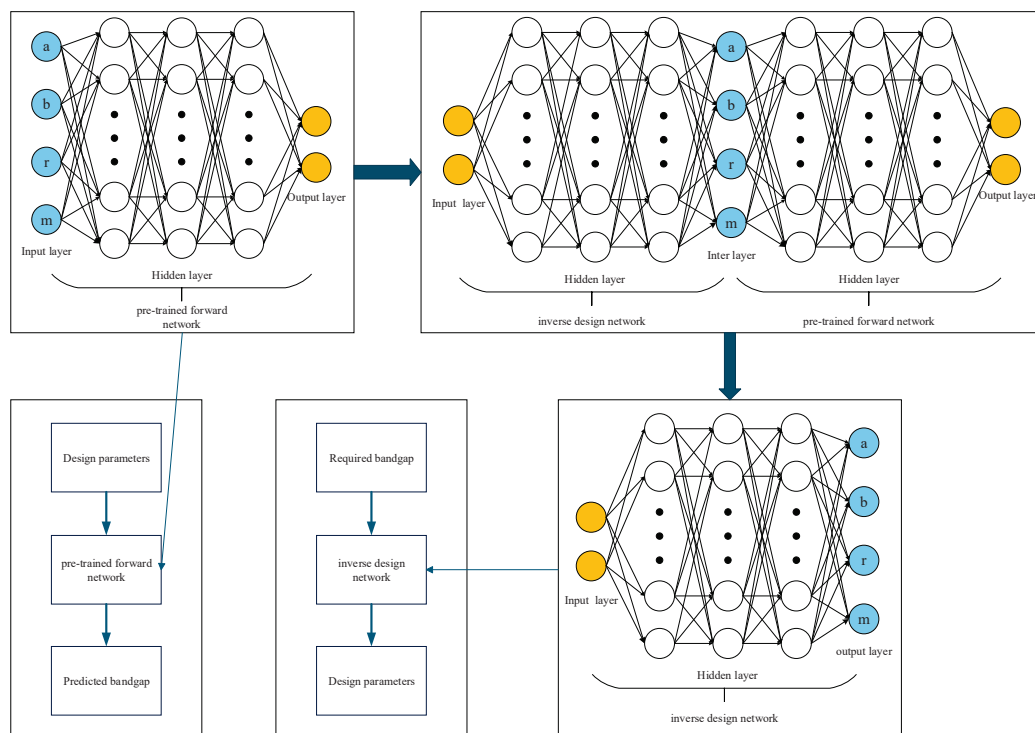 a
b
r
m
Input layer
Output layer
Hidden layer
pre-trained forward
network
Input layer
a
b
r
m
Inter layer
Output layer
Hidden layer
Hidden layer
inverse design network
pre-trained forward network
Design parameters
pre-trained forward
network
Predicted bandgap
Required bandgap
inverse design
network
Design parameters
Input layer
a
b
r
m
output layer
Hidden layer
inverse design network